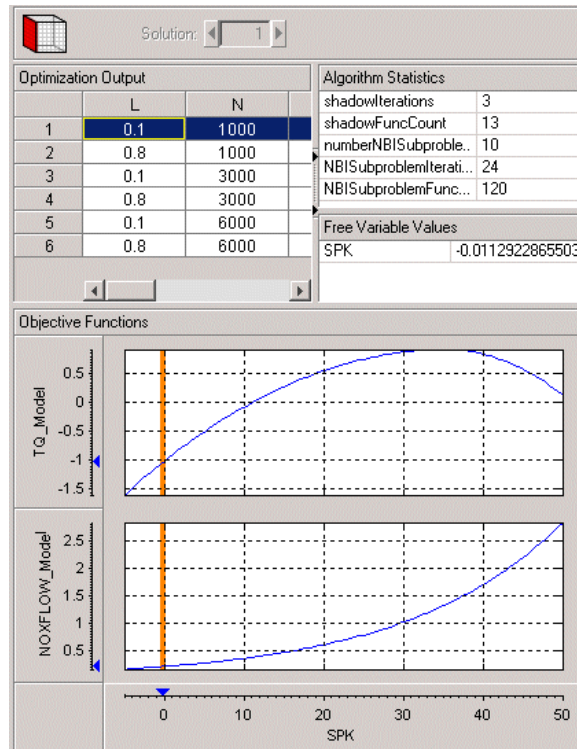 Solution: 1
Optimization Output
L N
1 0.1 1000
2 0.8 1000
3 0.1 3000
4 0.8 3000
5 0.1 6000
6 0.8 6000
Algorithm Statistics
shadowIterations 3
shadowFuncCount 13
numberNBISubproble... 10
NBISubproblemIterati... 24
NBISubproblemFunc... 120
Free Variable Values
SPK -0.0112922865503
Objective Functions
TQ_Model
0.5
0
-0.5
-1
-1.5
NOXFLOW_Model
2.5
2
1.5
1
0.5
0 10 20 30 40 50
SPK